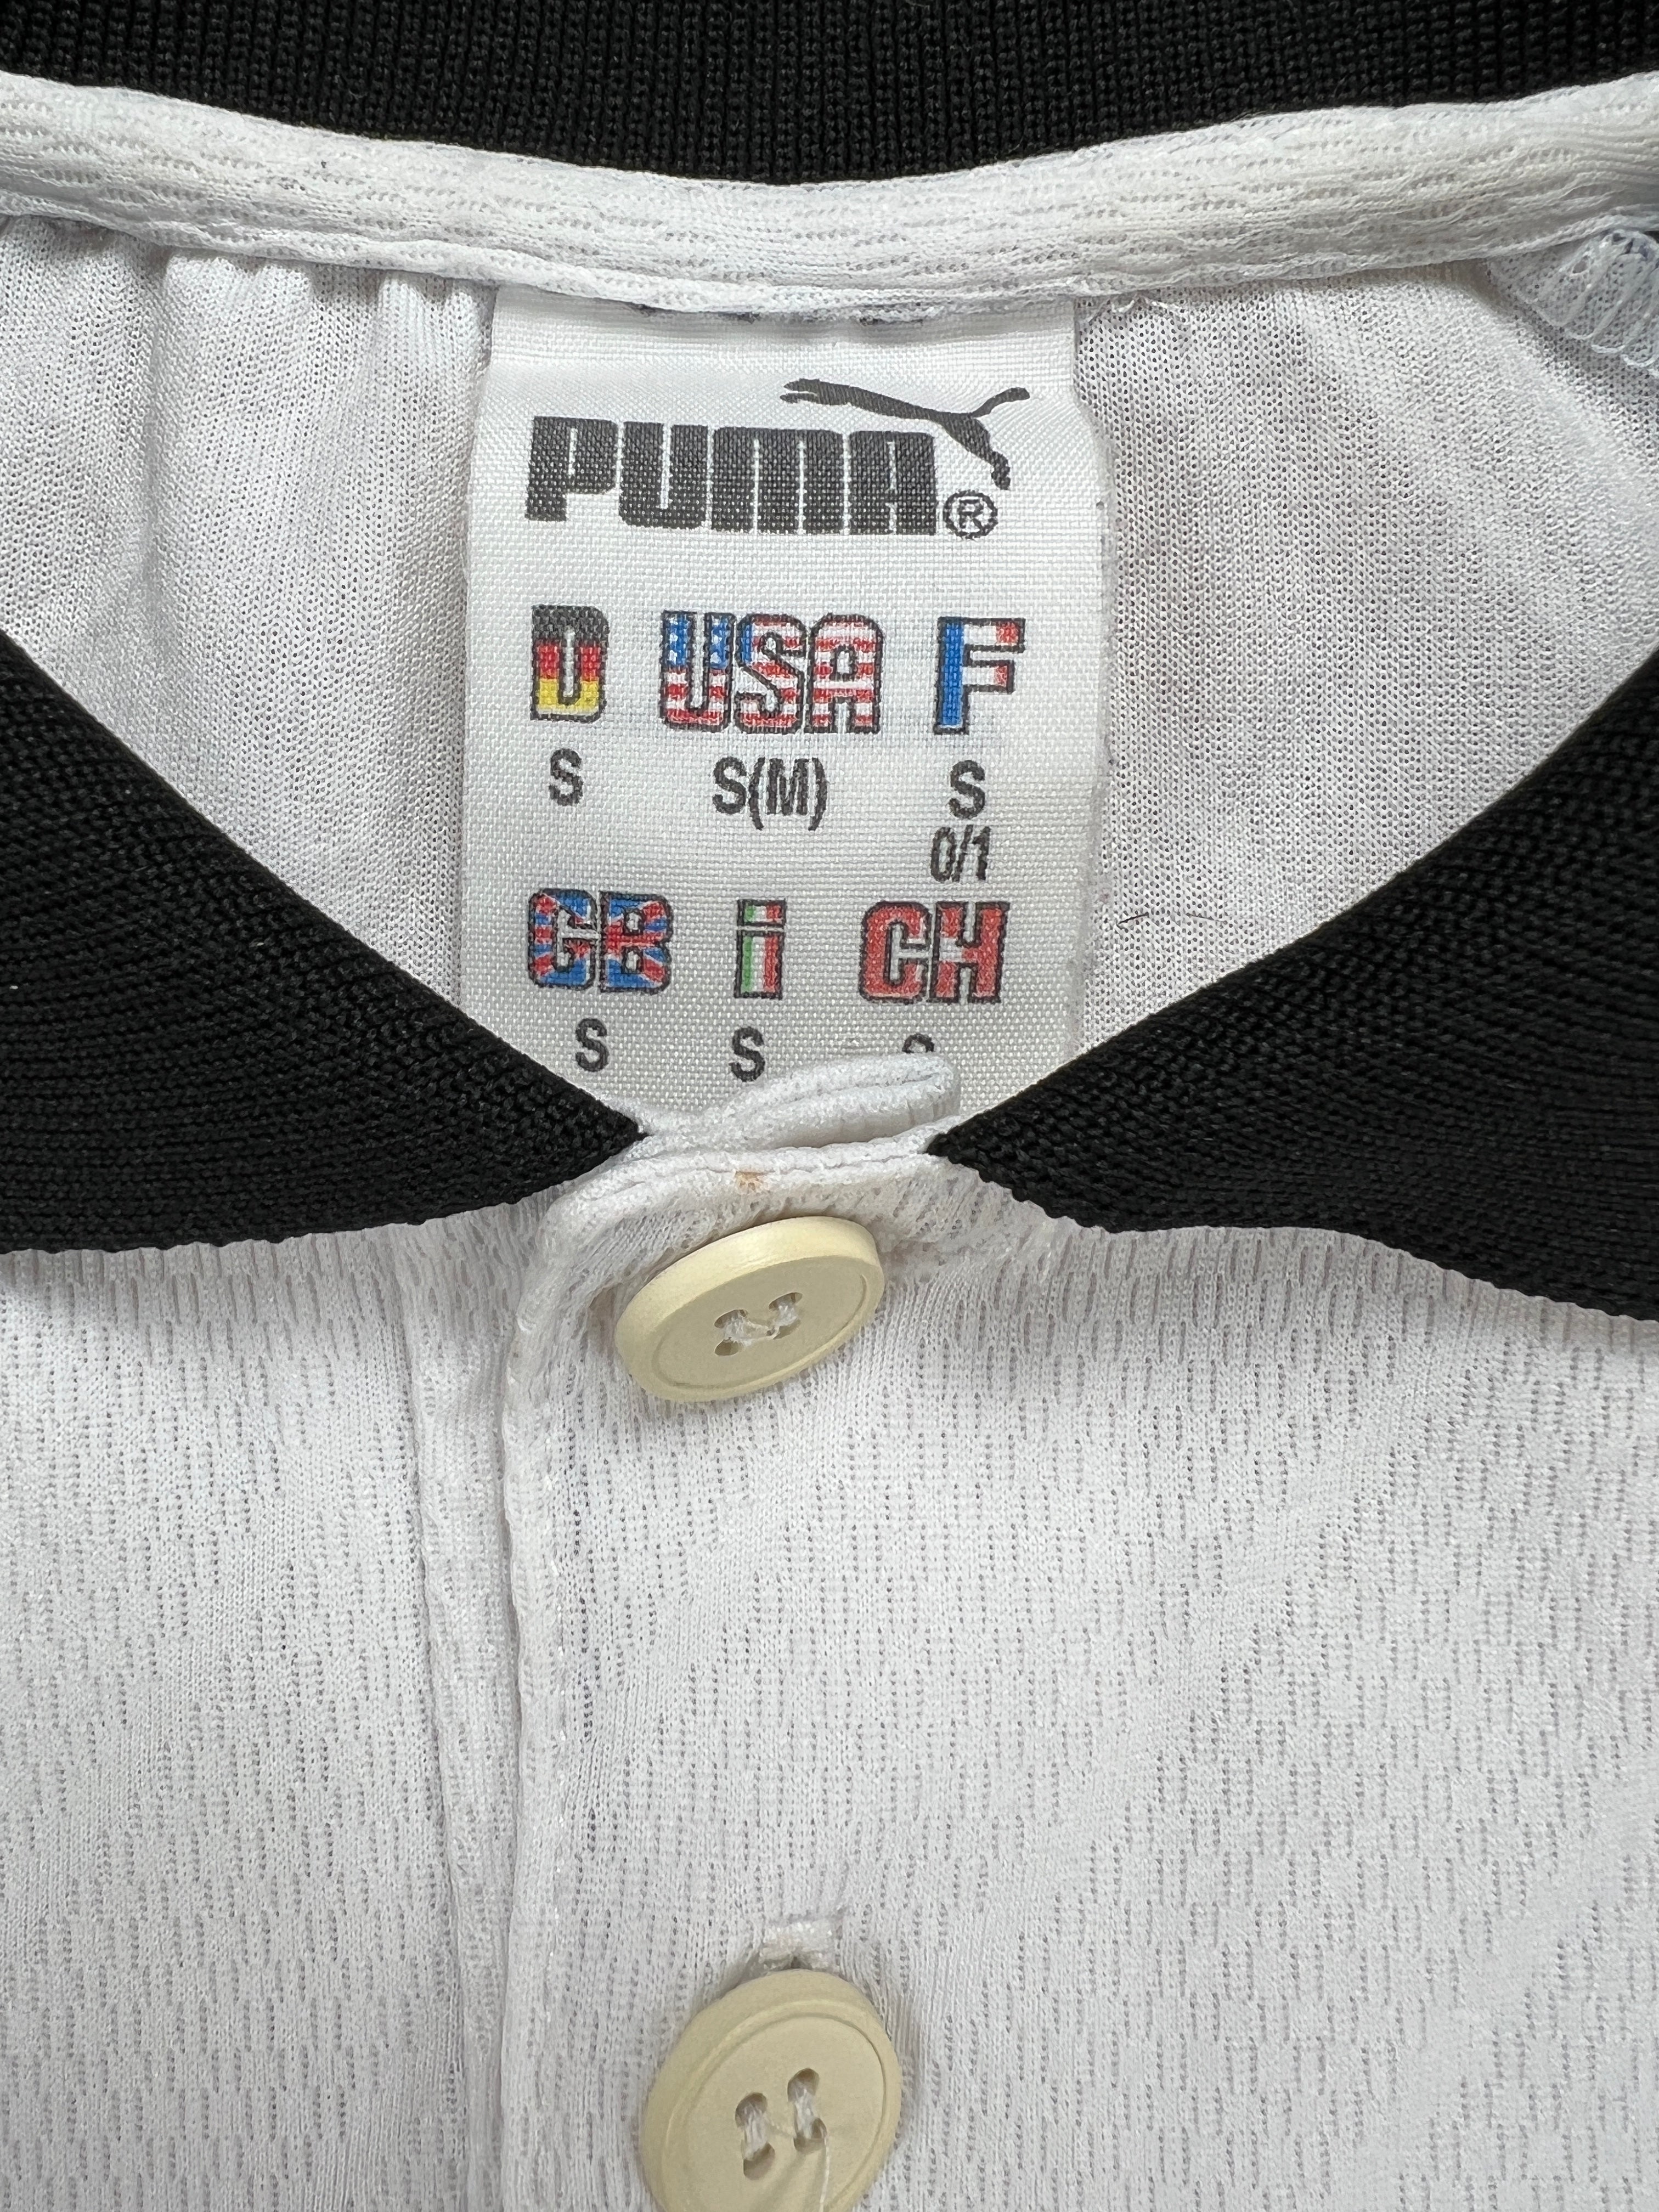 PUMA®
D USA F
S S(M) S
0/1
GB i CH
S S